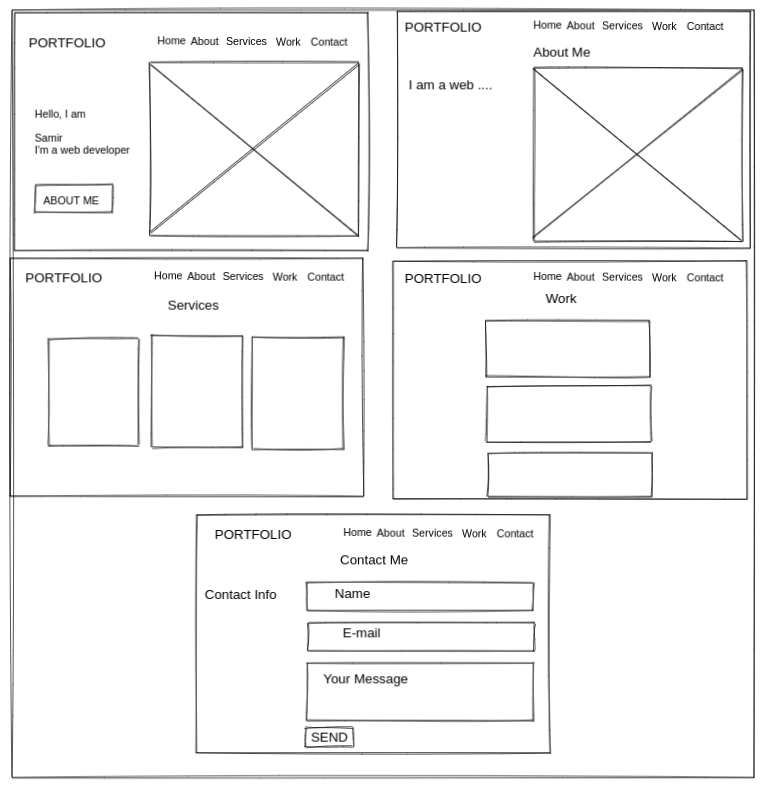 PORTFOLIO
Home About Services Work Contact
Hello, I am
Samir
I'm a web developer
ABOUT ME
PORTFOLIO
Home About Services Work Contact
About Me
I am a web ....
PORTFOLIO
Home About Services Work Contact
Services
PORTFOLIO
Home About Services Work Contact
Work
PORTFOLIO
Home About Services Work Contact
Contact Me
Contact Info
Name
E-mail
Your Message
SEND